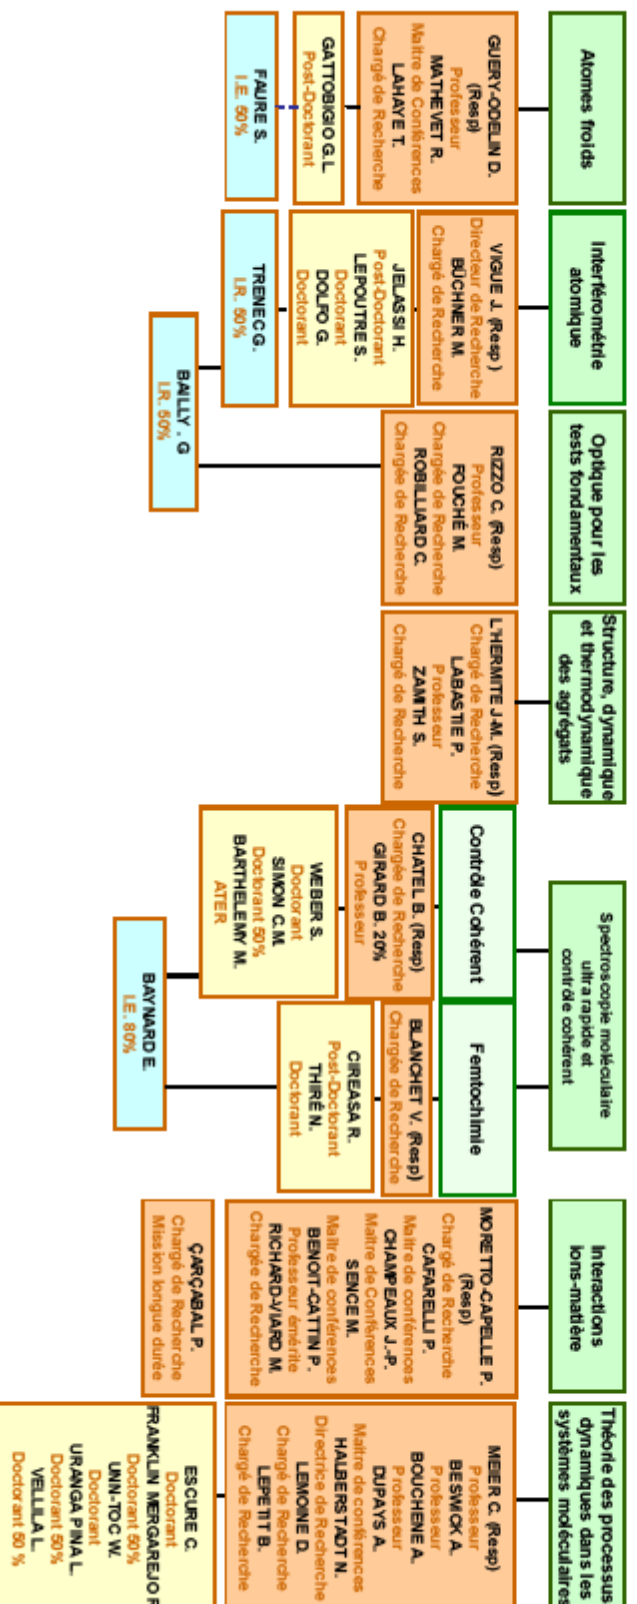 Atomes froids
GUERY-ODELIN D.
(Resp)
Professeur
MATHEVET R.
Maître de Conférences
LAHAYE T.
Chargé de Recherche
GATTOBIGIO G.L
Post-Doctorant
FAURE S.
I.E. 50%
Interférométrie
atomique
VIGUE J. (Resp )
Directeur de Recherche
BÜCHNER M.
Chargé de Recherche
JELASSI H.
Post-Doctorant
LEPOUTRE S.
Doctorant
DOLFO G.
Doctorant
TRENEC G.
I.R. 50%
BAILLY . G
I.R. 50%
Optique pour les
tests fondamentaux
RIZZO C. (Resp)
Professeur
FOUCHÉ M.
Chargée de Recherche
ROBILLIARD C.
Chargée de Recherche
Structure, dynamique
et thermodynamique
des agrégats
L'HERMITE J-M. (Resp)
Chargé de Recherche
LABASTIE P.
Professeur
ZAMITH S.
Chargé de Recherche
Spectroscopie moléculaire
ultra rapide et
contrôle cohérent
Contrôle Cohérent
CHATEL B. (Resp)
Chargée de Recherche
GIRARD B. 20%
Professeur
WEBER S.
Doctorant
SIMON C.M.
Doctorant 50%
BARTHELEMY M.
ATER
Femtochimie
BLANCHET V. (Resp)
Chargée de Recherche
CIREASA R.
Post-Doctorant
THIRÉ N.
Doctorant
BAYNARD E.
I.E. 80%
Interactions
Ions-matière
MORETTO-CAPELLE P.
(Resp)
Chargé de Recherche
CAFARELLI P.
Maître de conférences
CHAMPEAUX J.-P.
Maître de Conférences
SENCE M.
Maître de conférences
BENOIT-CATTIN P.
Professeur émérite
RICHARD-VIARD M.
Chargée de Recherche
ÇARÇABAL P.
Chargé de Recherche
Mission longue durée
Théorie des processus
dynamiques dans les
systèmes moléculaires
MEIER C. (Resp)
Professeur
BESWICK A.
Professeur
BOUCHENE A.
Professeur
DUPAYS A.
Maître de conférences
HALBERSTADT N.
Directrice de Recherche
LEMOINE D.
Chargé de Recherche
LEPETIT B.
Chargé de Recherche
ESCURE C.
Doctorant
FRANKLIN MERGAREJO R
Doctorant 50%
UNN-TOC W.
Doctorant
URANGA PINA L.
Doctorant 50%
VELLILA L.
Doctorant 50 %